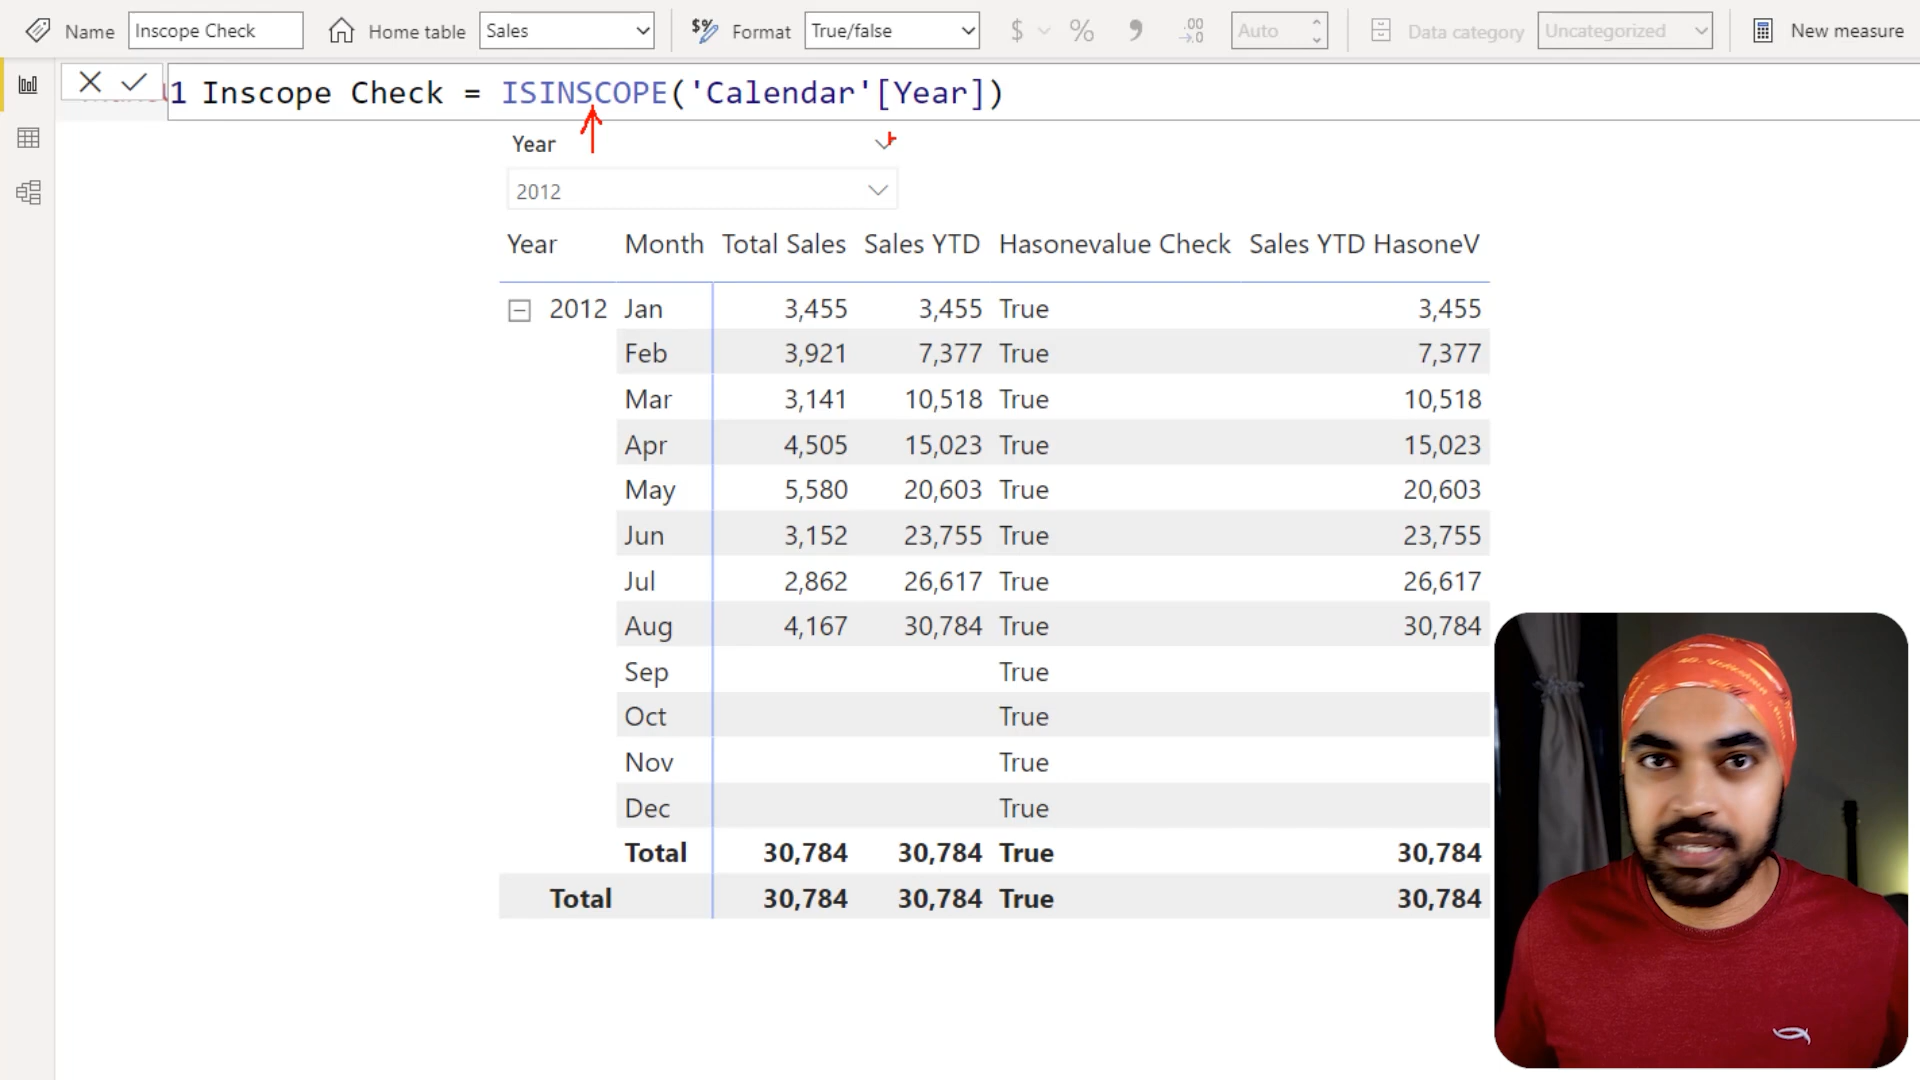 Name Inscope Check Home table Sales Format True/false $ % 9 .00 →.0 Auto Data category Uncategorized New measure
1 Inscope Check = ISINSCOPE('Calendar'[Year])
Year
2012
Year Month Total Sales Sales YTD Hasonevalue Check Sales YTD HasoneV
2012 Jan 3,455 3,455 True 3,455
Feb 3,921 7,377 True 7,377
Mar 3,141 10,518 True 10,518
Apr 4,505 15,023 True 15,023
May 5,580 20,603 True 20,603
Jun 3,152 23,755 True 23,755
Jul 2,862 26,617 True 26,617
Aug 4,167 30,784 True 30,784
Sep True
Oct True
Nov True
Dec True
Total 30,784 30,784 True 30,784
Total 30,784 30,784 True 30,784